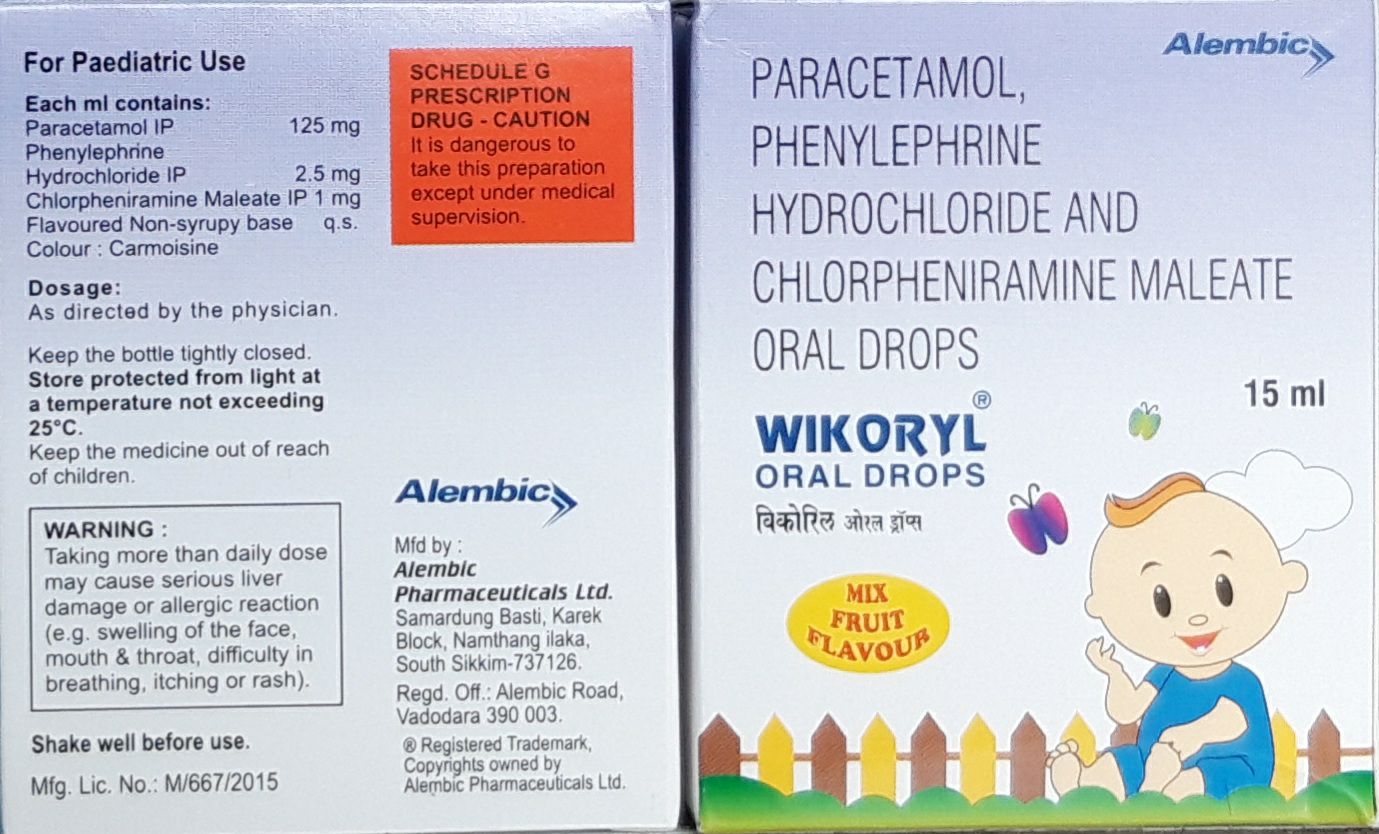 For Paediatric Use
Each ml contains:
Paracetamol IP 125 mg
Phenylephrine
Hydrochloride IP 2.5 mg
Chlorpheniramine Maleate IP 1 mg
Flavoured Non-syrupy base q.s.
Colour : Carmoisine
Dosage:
As directed by the physician.
Keep the bottle tightly closed.
Store protected from light at
a temperature not exceeding
25°C.
Keep the medicine out of reach
of children.
WARNING :
Taking more than daily dose
may cause serious liver
damage or allergic reaction
(e.g. swelling of the face,
mouth & throat, difficulty in
breathing, itching or rash).
Shake well before use.
Mfg. Lic. No.: M/667/2015
SCHEDULE G
PRESCRIPTION
DRUG - CAUTION
It is dangerous to
take this preparation
except under medical
supervision.
Alembic
Mfd by :
Alembic
Pharmaceuticals Ltd.
Samardung Basti, Karek
Block, Namthang ilaka,
South Sikkim-737126.
Regd. Off.: Alembic Road,
Vadodara 390 003.
® Registered Trademark,
Copyrights owned by
Alembic Pharmaceuticals Ltd.
Alembic
PARACETAMOL,
PHENYLEPHRINE
HYDROCHLORIDE AND
CHLORPHENIRAMINE MALEATE
ORAL DROPS
15 ml
WIKORYL®
ORAL DROPS
विकोरिल ओरल ड्रॉप्स
MIX
FRUIT
FLAVOUR